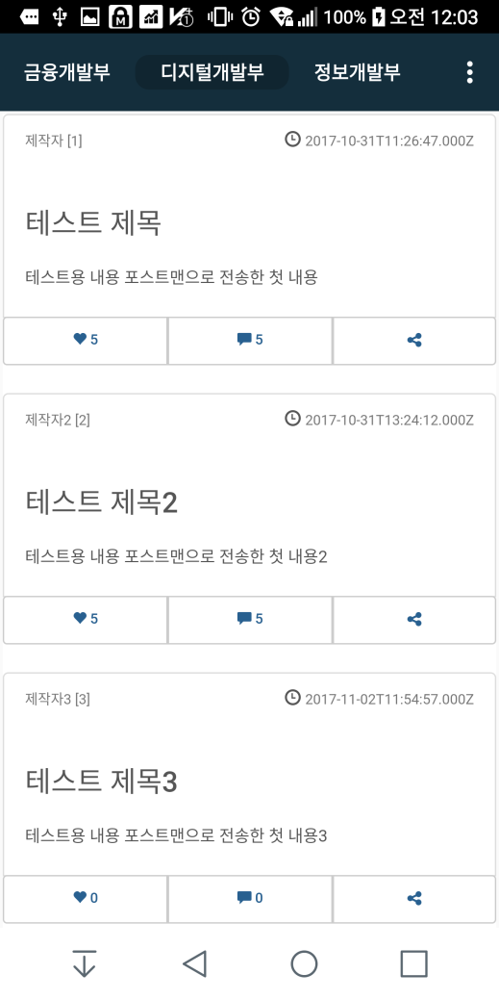 100% 오전 12:03
금융개발부 디지털개발부 정보개발부
제작자 [1] 2017-10-31T11:26:47.000Z
테스트 제목
테스트용 내용 포스트맨으로 전송한 첫 내용
5 5
제작자2 [2] 2017-10-31T13:24:12.000Z
테스트 제목2
테스트용 내용 포스트맨으로 전송한 첫 내용2
5 5
제작자3 [3] 2017-11-02T11:54:57.000Z
테스트 제목3
테스트용 내용 포스트맨으로 전송한 첫 내용3
0 0